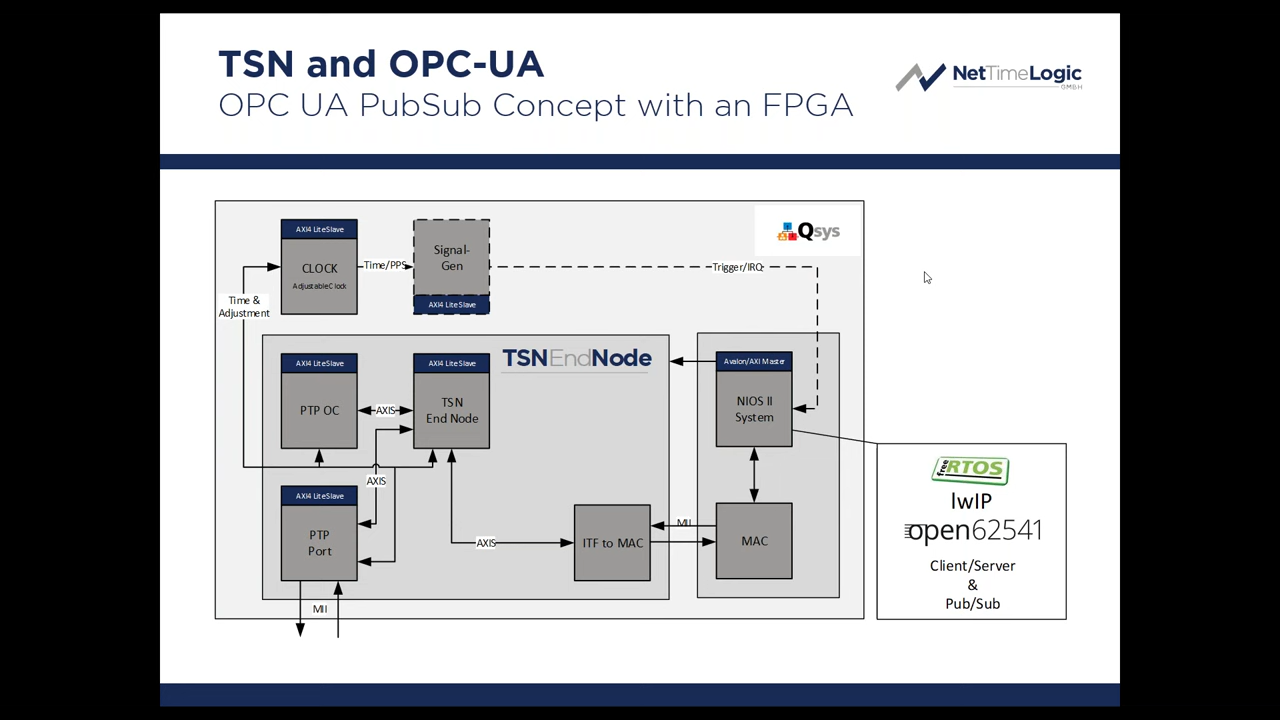 TSN and OPC-UA
OPC UA PubSub Concept with an FPGA
NetTimeLogic
GMBH
Qsys
AXI4 LiteSlave
CLOCK
AdjustableClock
Time/PPS
Signal-
Gen
AXI4 LiteSlave
Trigger/IRQ
Time &
Adjustment
TSNEndNode
AXI4 LiteSlave
PTP OC
AXIS
AXI4 LiteSlave
TSN
End Node
Avalon/AXI Master
NIOS II
System
AXIS
AXI4 LiteSlave
PTP
Port
AXIS
ITF to MAC
MII
MAC
MII
free RTOS
lwIP
open62541
Client/Server
&
Pub/Sub